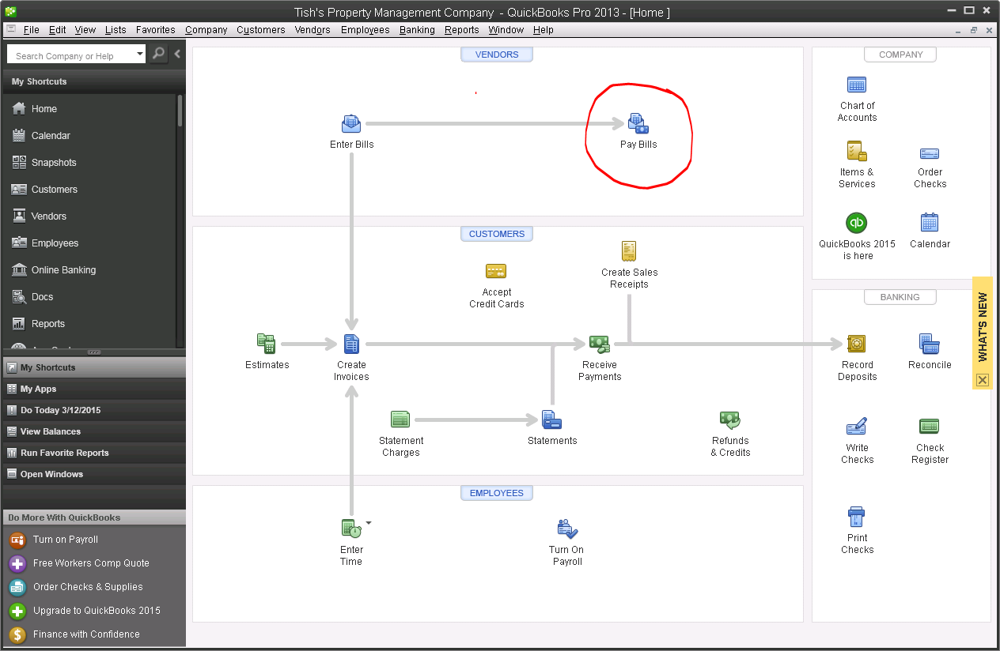 Tish's Property Management Company - QuickBooks Pro 2013 - [Home ]
File Edit View Lists Favorites Company Customers Vendors Employees Banking Reports Window Help
Search Company or Help
My Shortcuts
Home
Calendar
Snapshots
Customers
Vendors
Employees
Online Banking
Docs
Reports
My Shortcuts
My Apps
Do Today 3/12/2015
View Balances
Run Favorite Reports
Open Windows
Do More With QuickBooks
Turn on Payroll
Free Workers Comp Quote
Order Checks & Supplies
Upgrade to QuickBooks 2015
Finance with Confidence
VENDORS
Enter Bills
Pay Bills
CUSTOMERS
Accept
Credit Cards
Create Sales
Receipts
Estimates
Create
Invoices
Receive
Payments
Statement
Charges
Statements
Refunds
& Credits
EMPLOYEES
Enter
Time
Turn On
Payroll
COMPANY
Chart of
Accounts
Items &
Services
Order
Checks
qb
QuickBooks 2015
is here
Calendar
BANKING
Record
Deposits
Reconcile
Write
Checks
Check
Register
Print
Checks
WHAT'S NEW